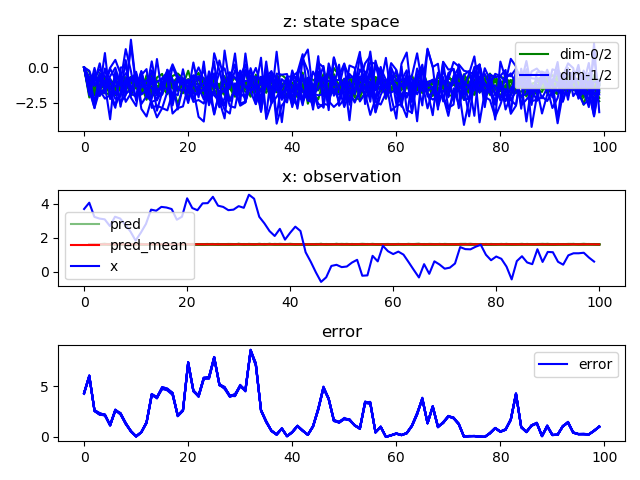 z: state space
0.0
−2.5
dim-0/2
dim-1/2
0 20 40 60 80 100
x: observation
4
2
0
pred
pred_mean
x
0 20 40 60 80 100
error
5
0
error
0 20 40 60 80 100